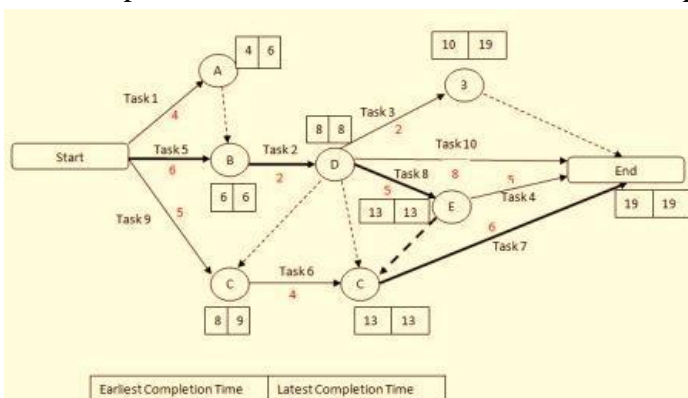 4 6
10 19
A
3
Task 1
4
Task 3
2
8 8
Task 10
Start
Task 5
6
B
Task 2
2
D
Task 8
5
8
5
End
Task 9
5
6 6
13 13
E
Task 4
19 19
6
Task 7
C
Task 6
4
C
8 9
13 13
Earliest Completion Time Latest Completion Time